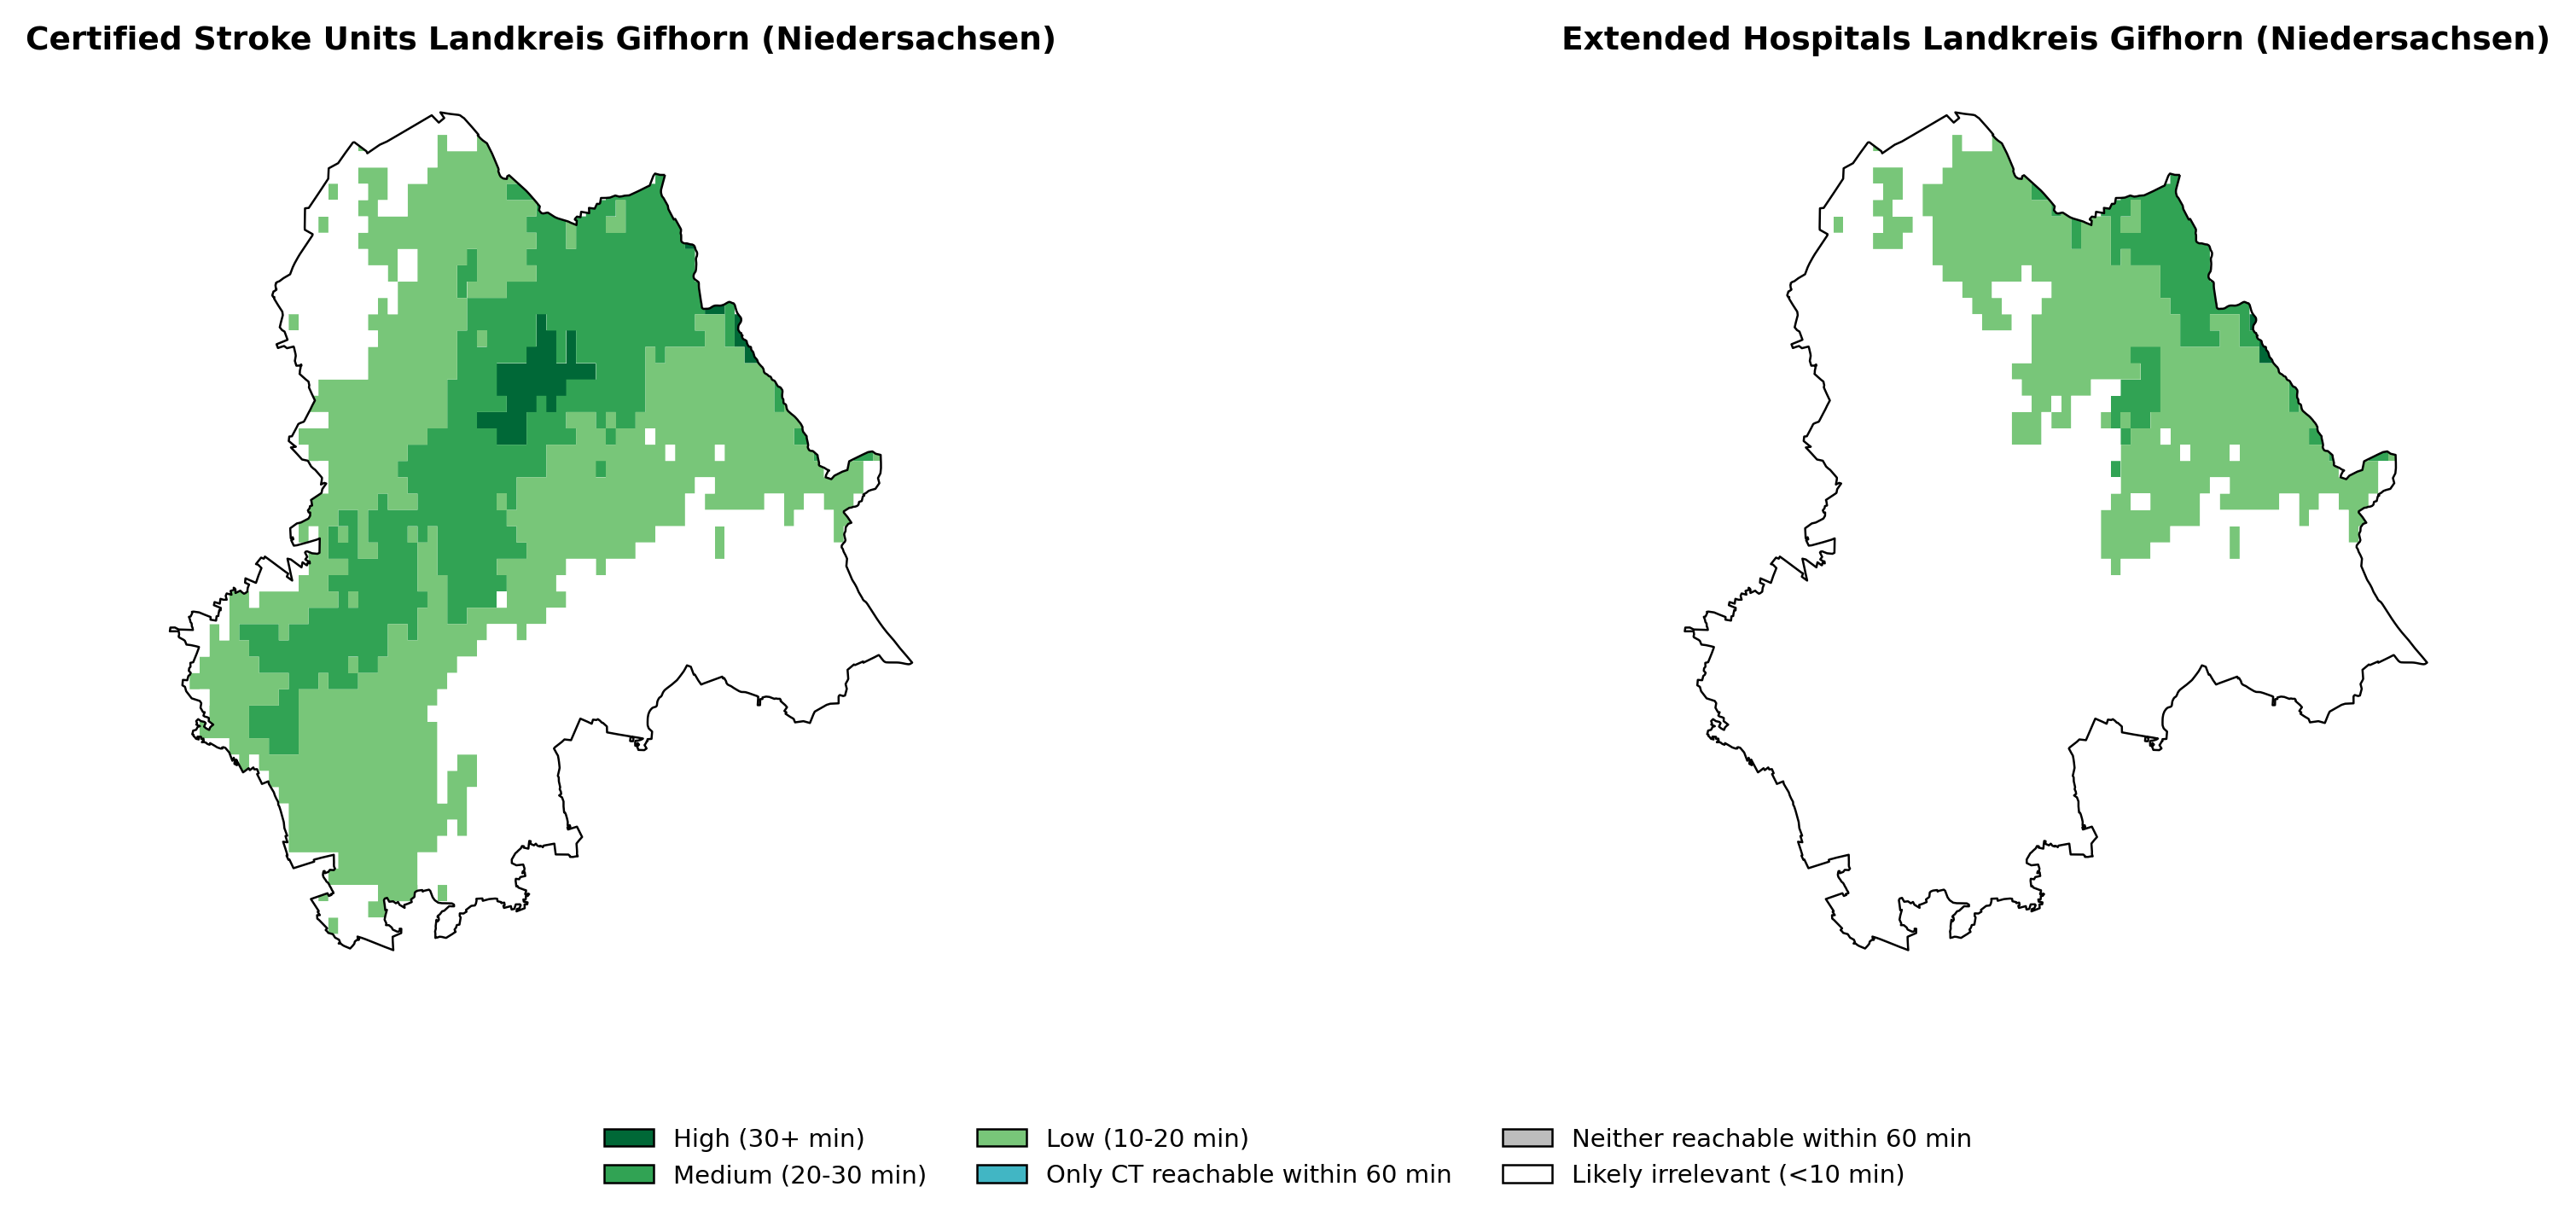 Certified Stroke Units Landkreis Gifhorn (Niedersachsen)
Extended Hospitals Landkreis Gifhorn (Niedersachsen)
High (30+ min)
Medium (20-30 min)
Low (10-20 min)
Only CT reachable within 60 min
Neither reachable within 60 min
Likely irrelevant (<10 min)